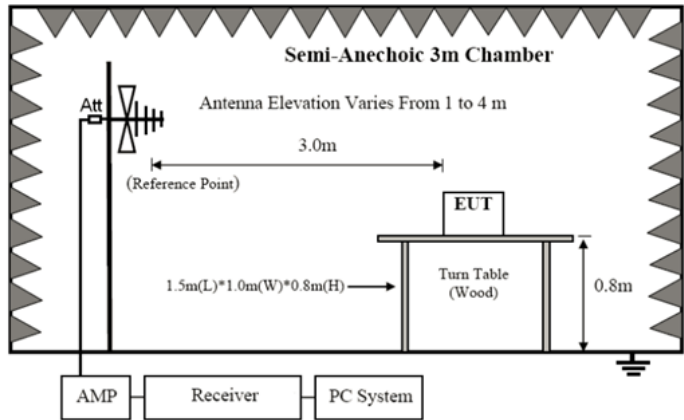 Semi-Anechoic 3m Chamber
Att
Antenna Elevation Varies From 1 to 4 m
3.0m
(Reference Point)
EUT
1.5m(L)*1.0m(W)*0.8m(H)
Turn Table
(Wood)
0.8m
AMP
Receiver
PC System